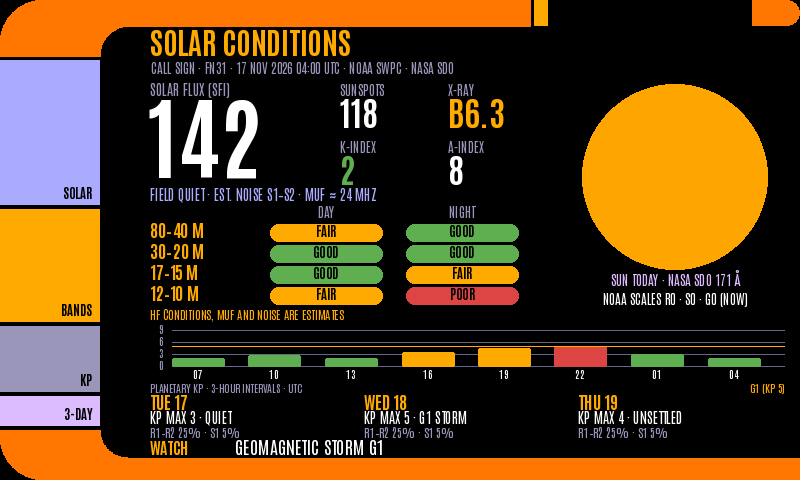 SOLAR CONDITIONS
CALL SIGN · FN31 · 17 NOV 2026 04:00 UTC · NOAA SWPC · NASA SDO
SOLAR FLUX (SFI)
142
SUNSPOTS
118
X-RAY
B6.3
K-INDEX
2
A-INDEX
8
FIELD QUIET · EST. NOISE S1-S2 · MUF ≈ 24 MHZ
SOLAR
DAY NIGHT
80-40 M FAIR GOOD
30-20 M GOOD GOOD
17-15 M GOOD FAIR
12-10 M FAIR POOR
HF CONDITIONS, MUF AND NOISE ARE ESTIMATES
BANDS
SUN TODAY · NASA SDO 171 Å
NOAA SCALES R0 · S0 · G0 (NOW)
9
6
3
0
07 10 13 16 19 22 01 04
PLANETARY KP · 3-HOUR INTERVALS · UTC
G1 (KP 5)
KP
TUE 17
KP MAX 3 · QUIET
R1-R2 25% · S1 5%
WED 18
KP MAX 5 · G1 STORM
R1-R2 25% · S1 5%
THU 19
KP MAX 4 · UNSETTLED
R1-R2 25% · S1 5%
3-DAY
WATCH GEOMAGNETIC STORM G1